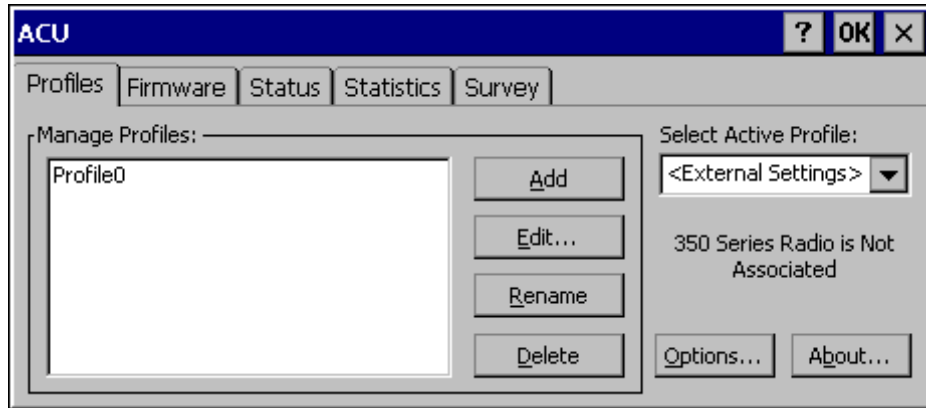 ACU
? OK ×
Profiles Firmware Status Statistics Survey
Manage Profiles:
Profile0
Add
Edit...
Rename
Delete
Select Active Profile:
<External Settings>
350 Series Radio is Not
Associated
Options... About...